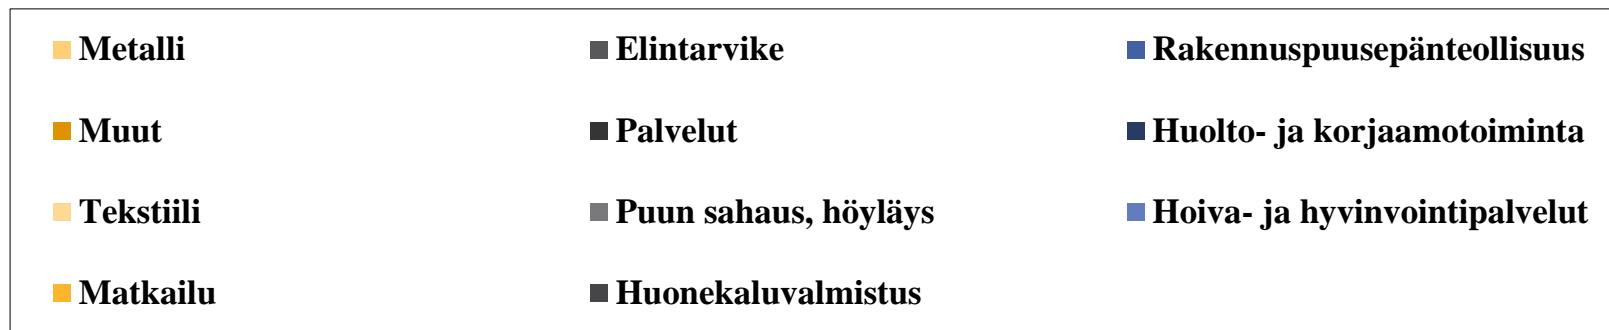 Metalli
Elintarvike
Rakennuspuusepänteollisuus
Muut
Palvelut
Huolto- ja korjaamotoiminta
Tekstiili
Puun sahaus, höyläys
Hoiva- ja hyvinvointipalvelut
Matkailu
Huonekaluvalmistus